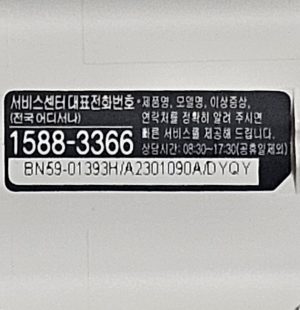 서비스센터 대표전화번호
(전국 어디서나)
1588-3366
•제품명, 모델명, 이상증상,
연락처를 정확히 알려 주시면
빠른 서비스를 제공해 드립니다.
상담시간: 08:30~17:30(공휴일제외)
BN59-01393H/A2301090A/DYQY